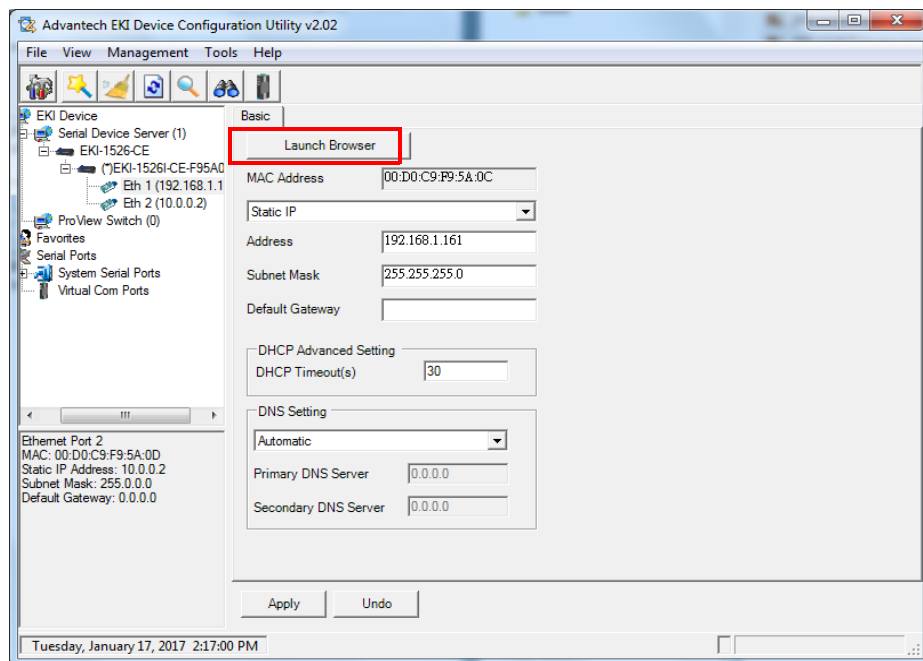 Advantech EKI Device Configuration Utility v2.02
File View Management Tools Help
EKI Device
Serial Device Server (1)
EKI-1526-CE
(*)EKI-1526I-CE-F95A0
Eth 1 (192.168.1.1
Eth 2 (10.0.0.2)
ProView Switch (0)
Favorites
Serial Ports
System Serial Ports
Virtual Com Ports
Ethernet Port 2
MAC: 00:D0:C9:F9:5A:0D
Static IP Address: 10.0.0.2
Subnet Mask: 255.0.0.0
Default Gateway: 0.0.0.0
Basic
Launch Browser
MAC Address 00:D0:C9:F9:5A:0C
Static IP
Address 192.168.1.161
Subnet Mask 255.255.255.0
Default Gateway
DHCP Advanced Setting
DHCP Timeout(s) 30
DNS Setting
Automatic
Primary DNS Server 0.0.0.0
Secondary DNS Server 0.0.0.0
Apply Undo
Tuesday, January 17, 2017 2:17:00 PM